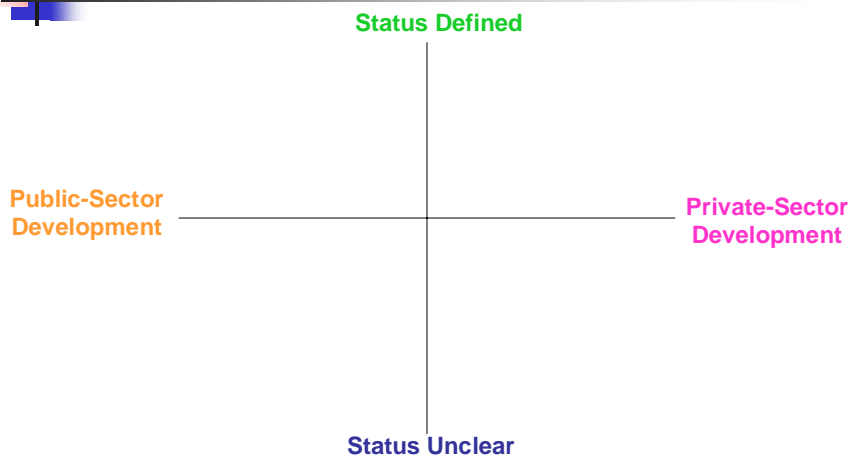 Status Defined
Public-Sector
Development
Private-Sector
Development
Status Unclear